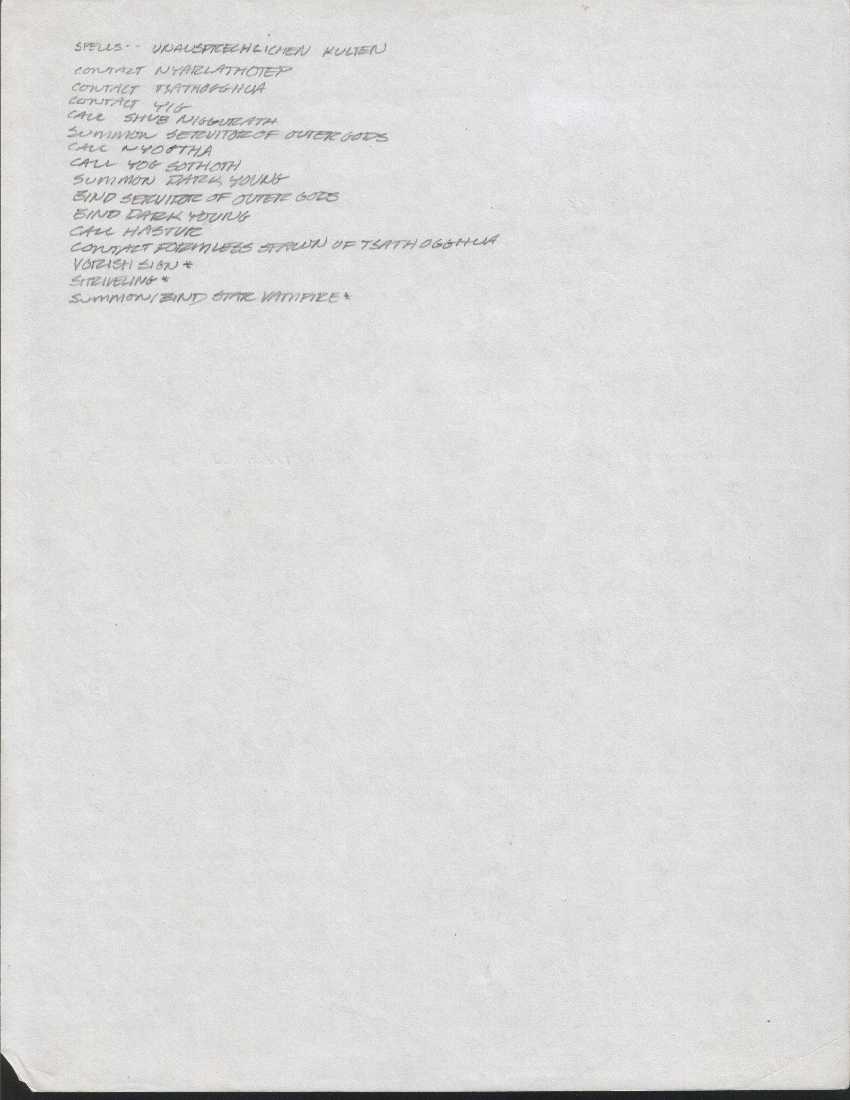 SPELLS -- UNAUSPRECHLICHEN KULTEN
CONTACT NYARLATHOTEP
CONTACT TSATHOGGHUA
CONTACT YIG
CALL SHUB NIGGURATH
SUMMON SERVITOR OF OUTER GODS
CALL NYOGTHA
CALL YOG SOTHOTH
SUMMON DARK YOUNG
BIND SERVITOR OF OUTER GODS
BIND DARK YOUNG
CALL HASTUR
CONTACT FORMLESS SPAWN OF TSATHOGGHUA
VORISH SIGN *
SHRIVELING *
SUMMON/BIND STAR VAMPIRE *